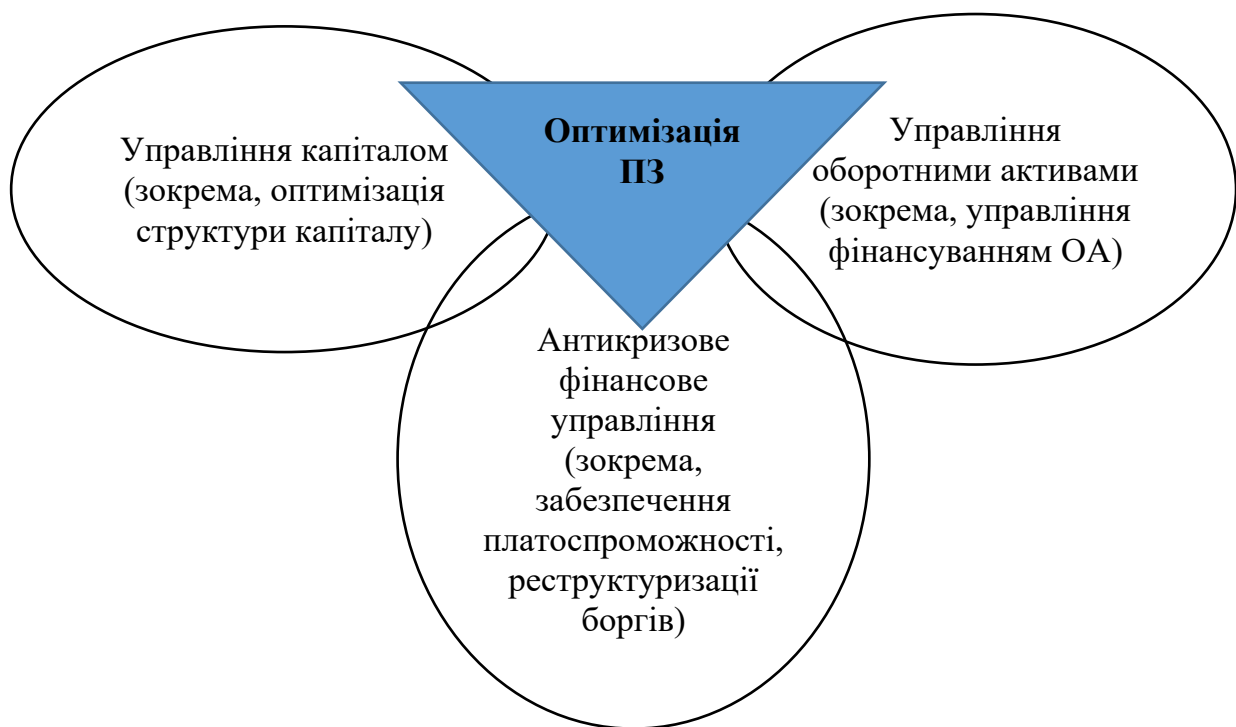 Управління капіталом
(зокрема, оптимізація
структури капіталу)
Оптимізація
ПЗ
Управління
оборотними активами
(зокрема, управління
фінансуванням ОА)
Антикризове
фінансове
управління
(зокрема,
забезпечення
платоспроможності,
реструктуризації
боргів)